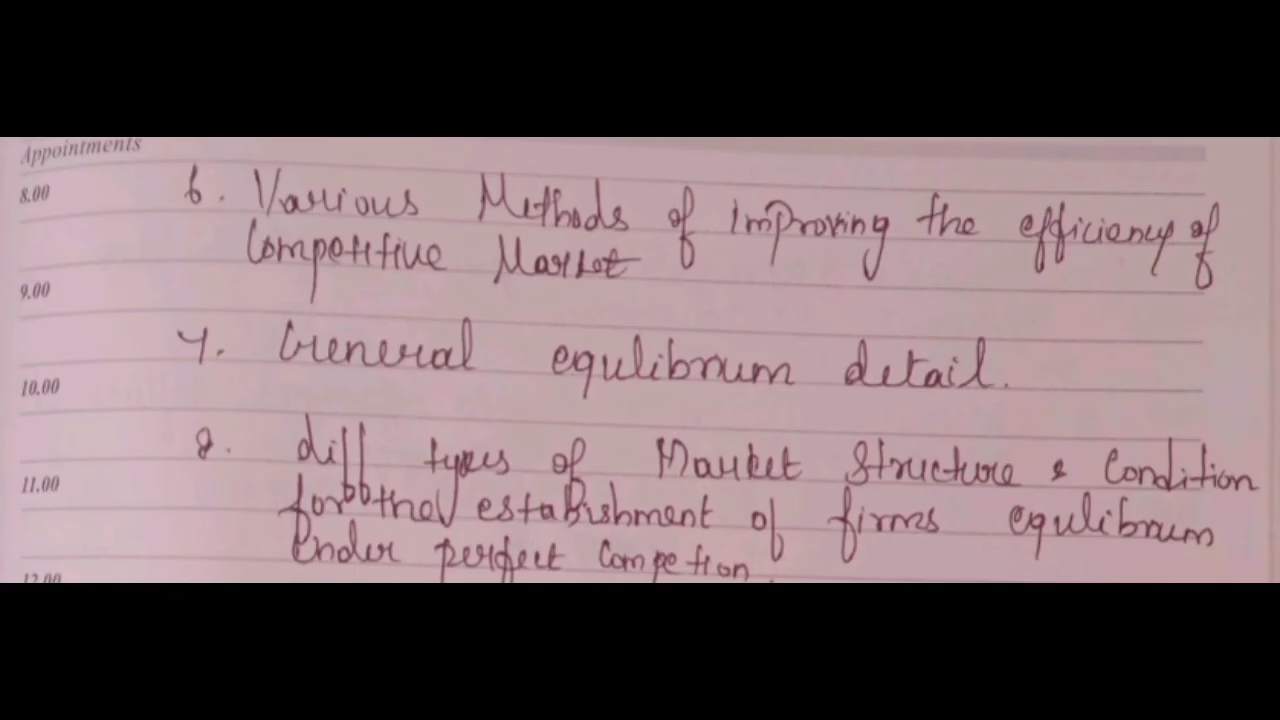 Appointments
8.00
6. Various Methods of improving the efficiency of
Competitive Market
9.00
7. General equlibrum detail.
10.00
8. diff types of Market Structure & Condition
11.00
for the establishment of firms equlibrum
Under perfect Competion.
12.00